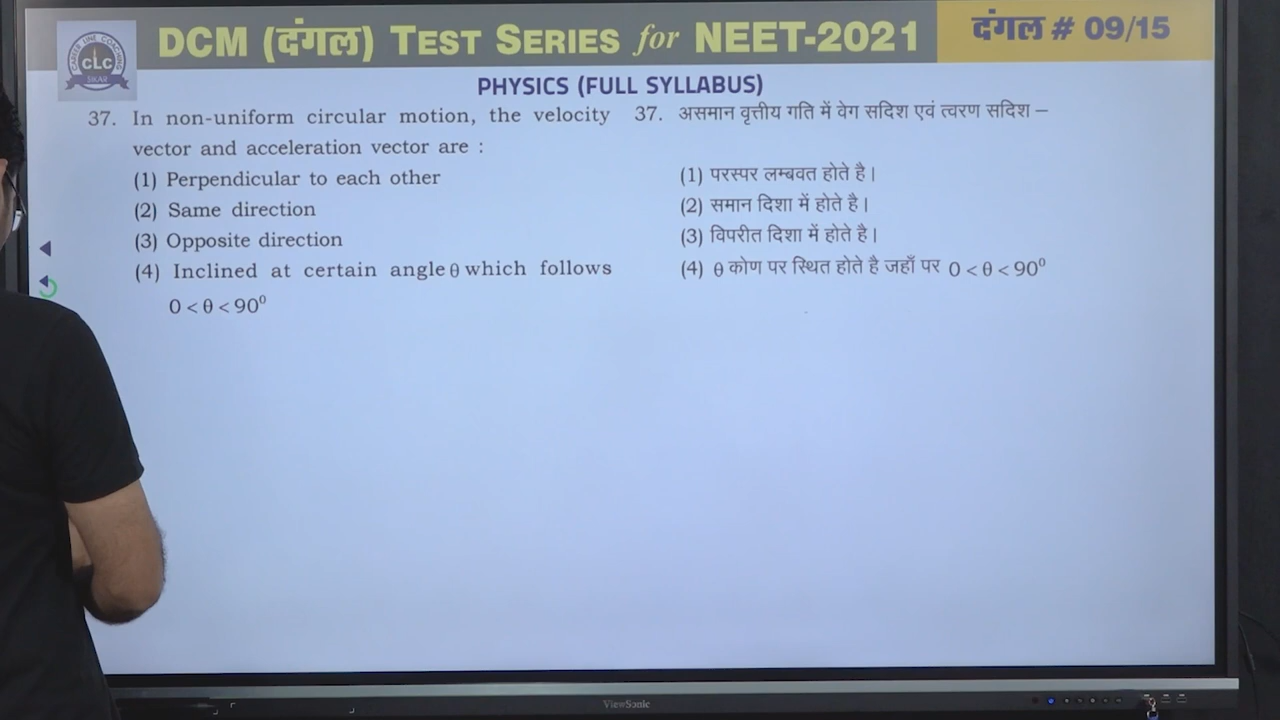 DCM (दंगल) TEST SERIES for NEET-2021
दंगल # 09/15
CAREER LINE COACHING
CLC
SIKAR
PHYSICS (FULL SYLLABUS)
37. In non-uniform circular motion, the velocity
vector and acceleration vector are :
(1) Perpendicular to each other
(2) Same direction
(3) Opposite direction
(4) Inclined at certain angle θ which follows
0 < θ < 90⁰
37. असमान वृत्तीय गति में वेग सदिश एवं त्वरण सदिश –
(1) परस्पर लम्बवत होते है।
(2) समान दिशा में होते है।
(3) विपरीत दिशा में होते है।
(4) θ कोण पर स्थित होते है जहाँ पर 0 < θ < 90⁰
ViewSonic